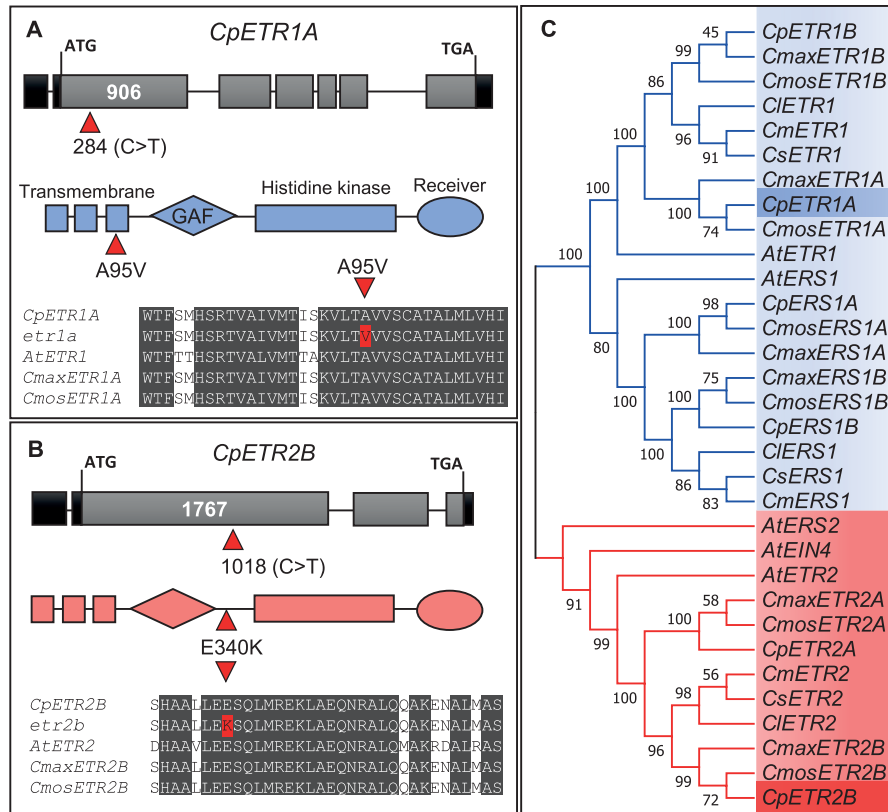 A
CpETR1A
ATG
TGA
906
284 (C>T)
Transmembrane
GAF
Histidine kinase
Receiver
A95V
A95V
CpETR1A WTFSMHSRTVAIVMTISKVLTAVVSCATALMLVHI
etr1a WTFSMHSRTVAIVMTISKVLTVVVSCATALMLVHI
AtETR1 WTFTTHSRTVALVMTTAKVLTAVVSCATALMLVHI
CmaxETR1A WTFSMHSRTVAIVMTISKVLTAVVSCATALMLVHI
CmosETR1A WTFSMHSRTVAIVMTISKVLTAVVSCATALMLVHI
B
CpETR2B
ATG
TGA
1767
1018 (C>T)
E340K
CpETR2B SHAALLEESQLMREKLAEQNRALQQAKENALMAS
etr2b SHAALLEKSQLMREKLAEQNRALQQAKENALMAS
AtETR2 DHAAVLEESQLMREKLAEQNRALQMAKRDALRAS
CmaxETR2B SHAALLEESQLMREKLAEQNRALQQAKENALMAS
CmosETR2B SHAALLEESQLMREKLAEQNRALQQAKENALMAS
C
45
CpETR1B
99
CmaxETR1B
86
CmosETR1B
ClETR1
100
96
CmETR1
91
CsETR1
CmaxETR1A
100
100
CpETR1A
74
CmosETR1A
100
AtETR1
AtERS1
98
CpERS1A
100
CmosERS1A
80
CmaxERS1A
75
CmaxERS1B
100
100
CmosERS1B
CpERS1B
100
ClERS1
86
CsERS1
83
CmERS1
AtERS2
AtEIN4
91
AtETR2
58
CmaxETR2A
100
CmosETR2A
99
CpETR2A
56
CmETR2
100
98
CsETR2
ClETR2
96
CmaxETR2B
99
CmosETR2B
72
CpETR2B